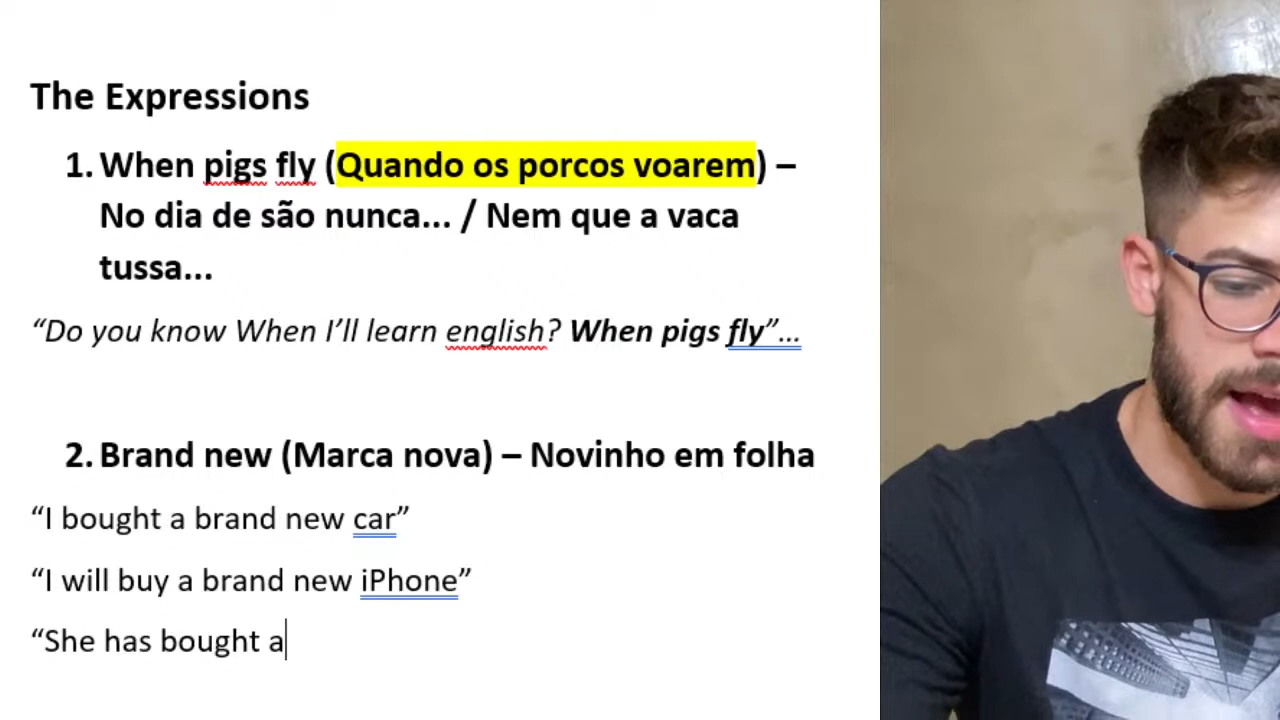 The Expressions
1. When pigs fly (Quando os porcos voarem) –
No dia de são nunca... / Nem que a vaca
tussa...
“Do you know When I’ll learn english? When pigs fly”...
2. Brand new (Marca nova) – Novinho em folha
“I bought a brand new car”
“I will buy a brand new iPhone”
“She has bought a